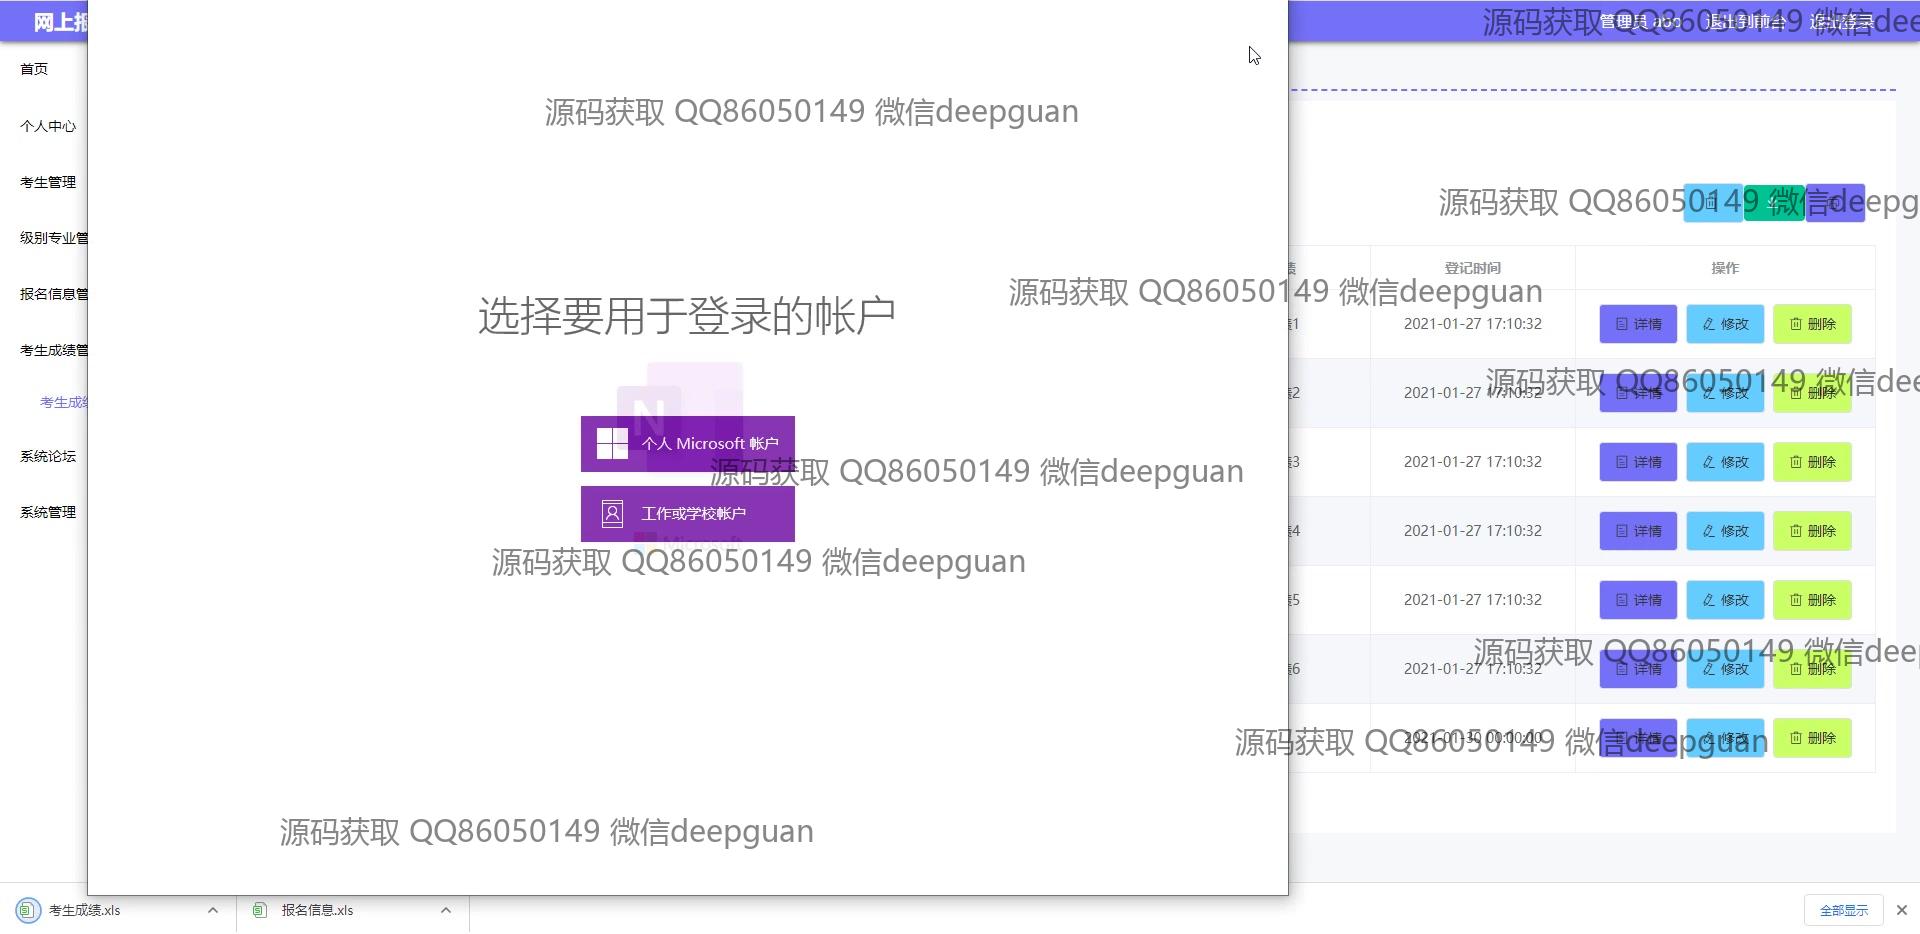 网上报
管理员 abo 退出到前台 退出登录
源码获取 QQ86050149 微信dee
首页
个人中心
源码获取 QQ86050149 微信deepguan
考生管理
源码获取 QQ86050149 微信deepg
级别专业管
登记时间 操作
报名信息管
源码获取 QQ86050149 微信deepguan
选择要用于登录的帐户
1 2021-01-27 17:10:32 详情 修改 删除
考生成绩管
源码获取 QQ86050149 微信dee
2 2021-01-27 17:10:32 详情 修改 删除
考生成绩
N
个人 Microsoft 帐户
系统论坛
3 2021-01-27 17:10:32 详情 修改 删除
源码获取 QQ86050149 微信deepguan
系统管理
工作或学校帐户
4 2021-01-27 17:10:32 详情 修改 删除
Microsoft
源码获取 QQ86050149 微信deepguan
5 2021-01-27 17:10:32 详情 修改 删除
源码获取 QQ86050149 微信deep
6 2021-01-27 17:10:32 详情 修改 删除
2021-01-30 00:00:00 详情 修改 删除
源码获取 QQ86050149 微信deepguan
源码获取 QQ86050149 微信deepguan
考生成绩.xls 报名信息.xls 全部显示